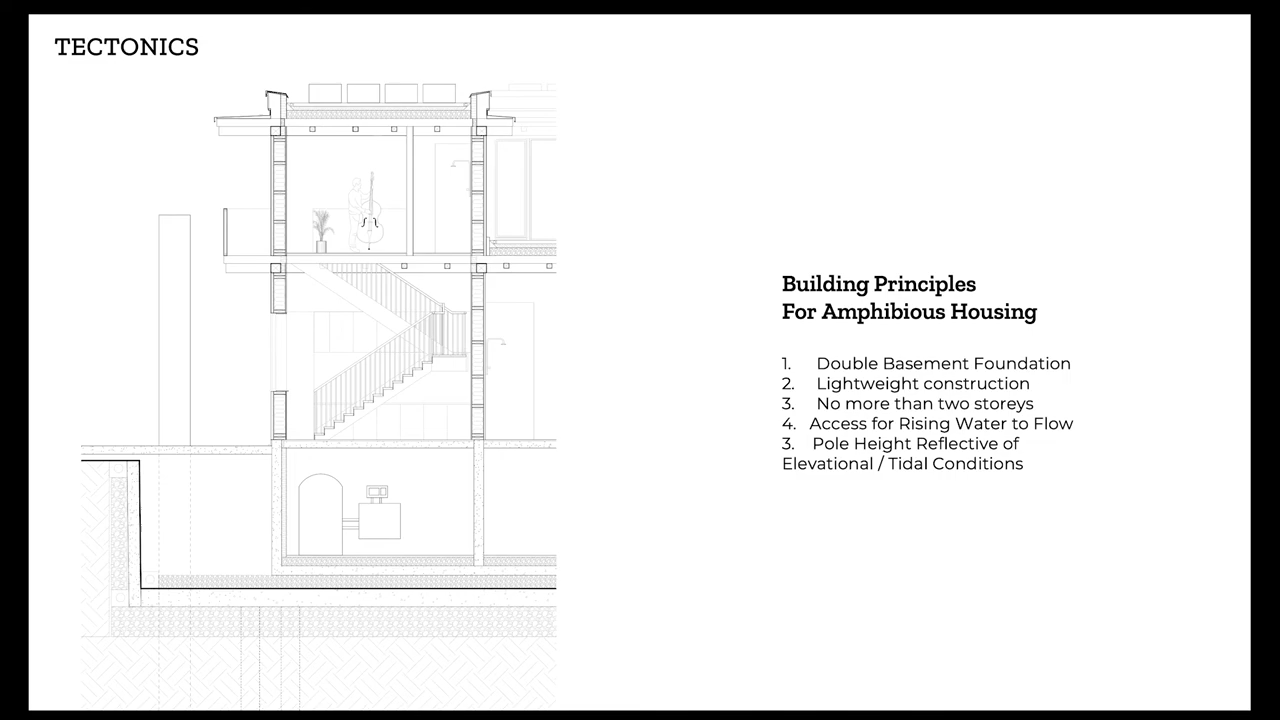 TECTONICS
Building Principles
For Amphibious Housing
1. Double Basement Foundation
2. Lightweight construction
3. No more than two storeys
4. Access for Rising Water to Flow
3. Pole Height Reflective of
Elevational / Tidal Conditions